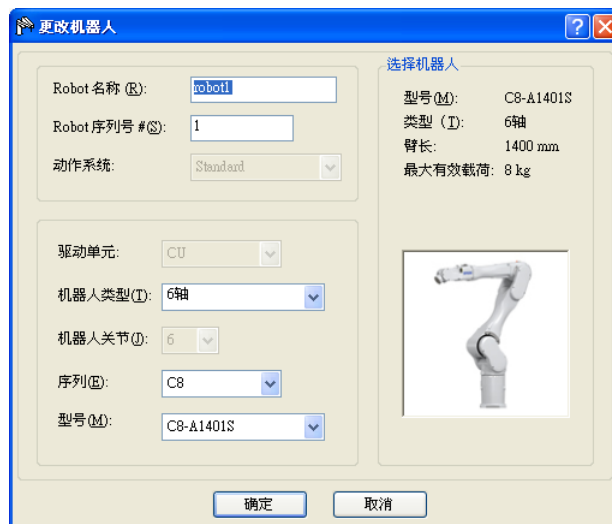 更改机器人
Robot 名称 (R): robot1
Robot 序列号 #(S): 1
动作系统: Standard
驱动单元: CU
机器人类型(T): 6轴
机器人关节(J): 6
序列(E): C8
型号(M): C8-A1401S
选择机器人
型号(M): C8-A1401S
类型 (T): 6轴
臂长: 1400 mm
最大有效载荷: 8 kg
确定
取消